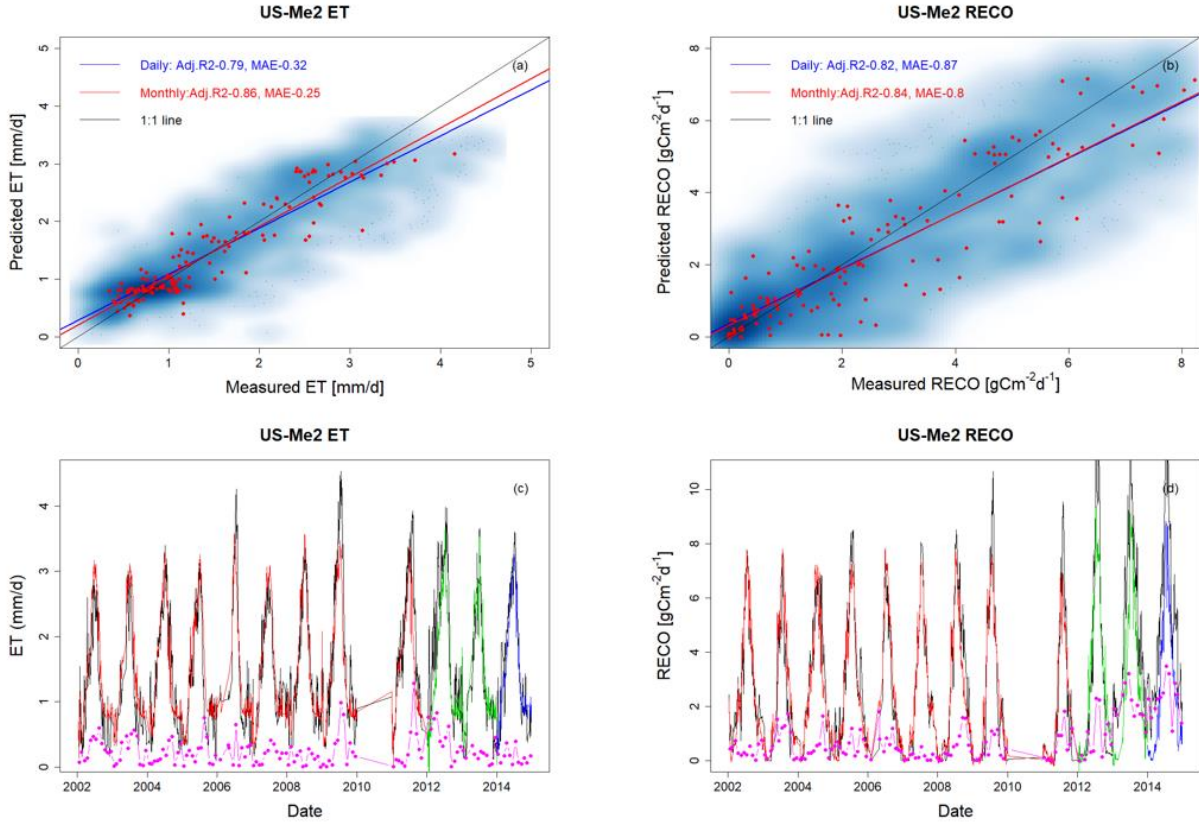 US-Me2 ET
Daily: Adj.R2-0.79, MAE-0.32
(a)
Monthly:Adj.R2-0.86, MAE-0.25
1:1 line
Predicted ET [mm/d]
0 1 2 3 4 5
0 1 2 3 4 5
Measured ET [mm/d]
US-Me2 RECO
Daily: Adj.R2-0.82, MAE-0.87
(b)
Monthly:Adj.R2-0.84, MAE-0.8
1:1 line
Predicted RECO [gCm⁻²d⁻¹]
0 2 4 6 8
0 2 4 6 8
Measured RECO [gCm⁻²d⁻¹]
US-Me2 ET
(c)
ET (mm/d)
0 1 2 3 4
2002 2004 2006 2008 2010 2012 2014
Date
US-Me2 RECO
(d)
RECO [gCm⁻²d⁻¹]
0 2 4 6 8 10
2002 2004 2006 2008 2010 2012 2014
Date